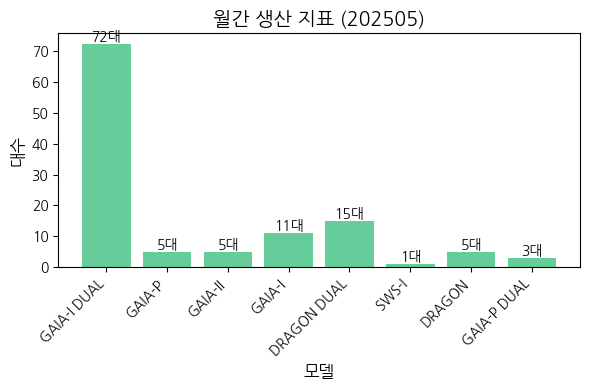 월간 생산 지표 (202505)
대수
70
60
50
40
30
20
10
0
72대
5대
5대
11대
15대
1대
5대
3대
GAIA-I DUAL
GAIA-P
GAIA-II
GAIA-I
DRAGON DUAL
SWS-I
DRAGON
GAIA-P DUAL
모델